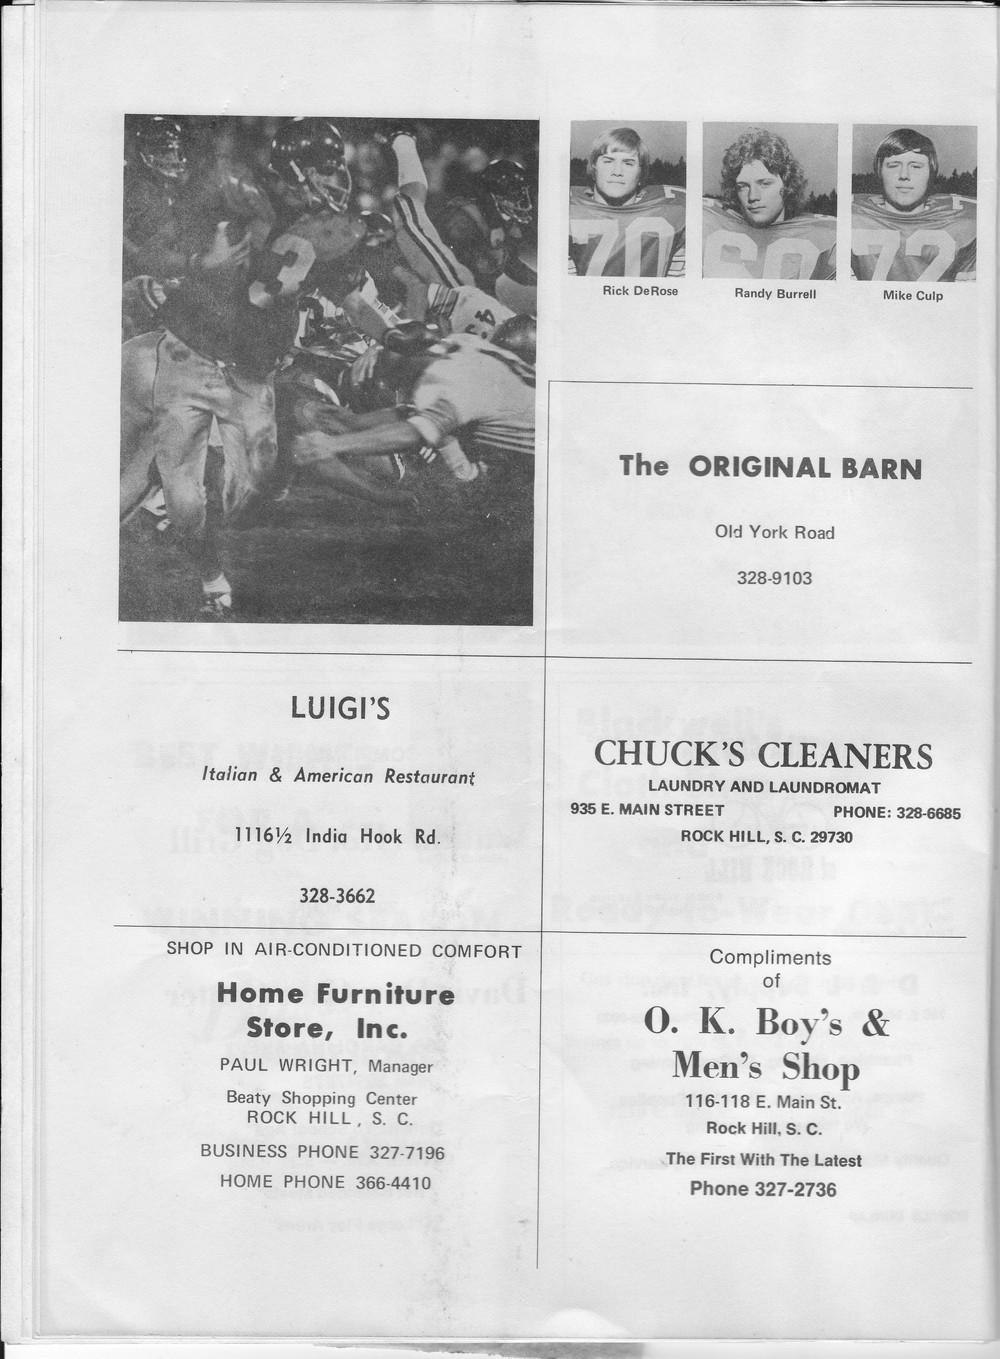 70
60
72
Rick DeRose
Randy Burrell
Mike Culp
3
The ORIGINAL BARN
Old York Road
328-9103
LUIGI'S
Italian & American Restaurant
1116½ India Hook Rd.
328-3662
CHUCK'S CLEANERS
LAUNDRY AND LAUNDROMAT
935 E. MAIN STREET PHONE: 328-6685
ROCK HILL, S. C. 29730
SHOP IN AIR-CONDITIONED COMFORT
Home Furniture
Store, Inc.
PAUL WRIGHT, Manager
Beaty Shopping Center
ROCK HILL, S. C.
BUSINESS PHONE 327-7196
HOME PHONE 366-4410
Compliments
of
O. K. Boy's &
Men's Shop
116-118 E. Main St.
Rock Hill, S. C.
The First With The Latest
Phone 327-2736